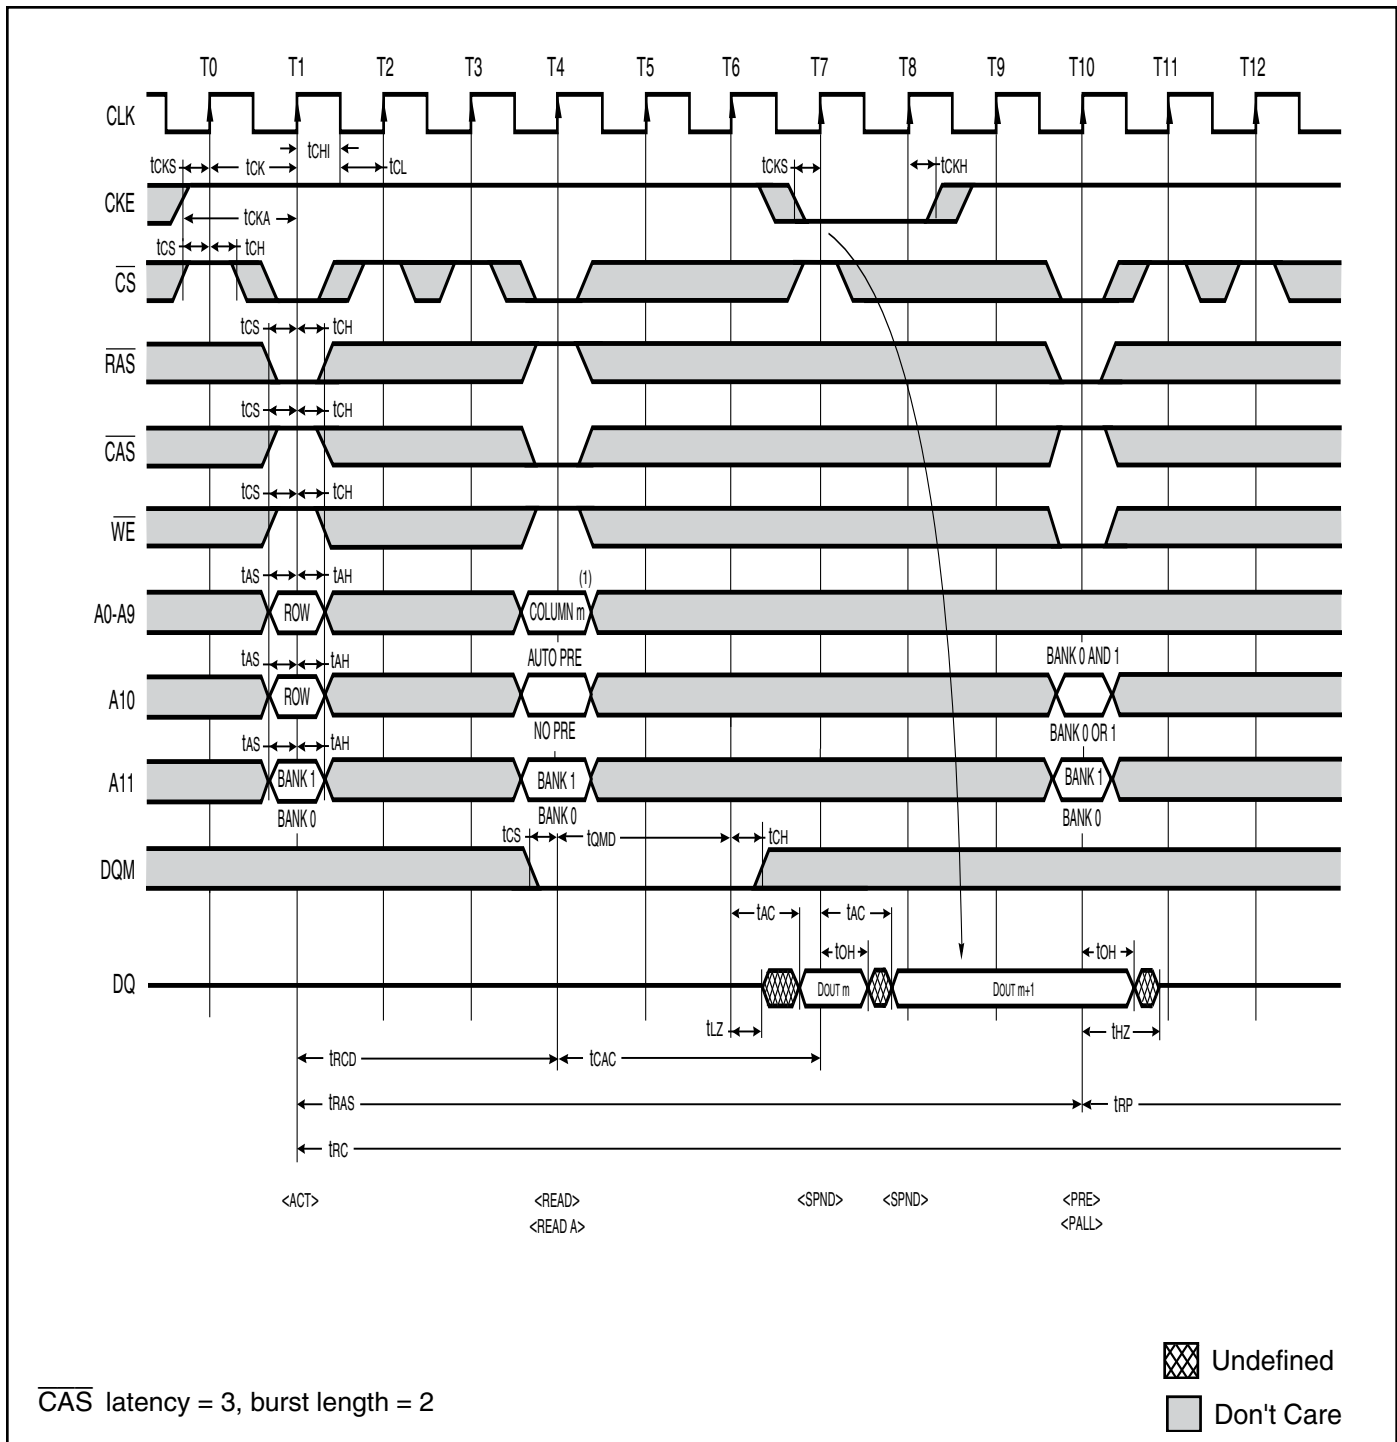 T0 T1 T2 T3 T4 T5 T6 T7 T8 T9 T10 T11 T12
CLK
tCHI
tCKS tCK tCL tCKS tCKH
CKE
tCKA
tCS tCH
CS
tCS tCH
RAS
tCS tCH
CAS
tCS tCH
WE
tAS tAH (1)
A0-A9 ROW COLUMN m
tAS tAH AUTO PRE BANK 0 AND 1
A10 ROW
NO PRE BANK 0 OR 1
tAS tAH
A11 BANK 1 BANK 1 BANK 1
BANK 0 BANK 0 BANK 0
tCS tQMD tCH
DQM
tAC tAC
tOH tOH
DQ DOUT m DOUT m+1
tLZ tHZ
tRCD tCAC
tRAS tRP
tRC
<ACT> <READ> <SPND> <SPND> <PRE>
<READ A> <PALL>
Undefined
CAS latency = 3, burst length = 2
Don't Care